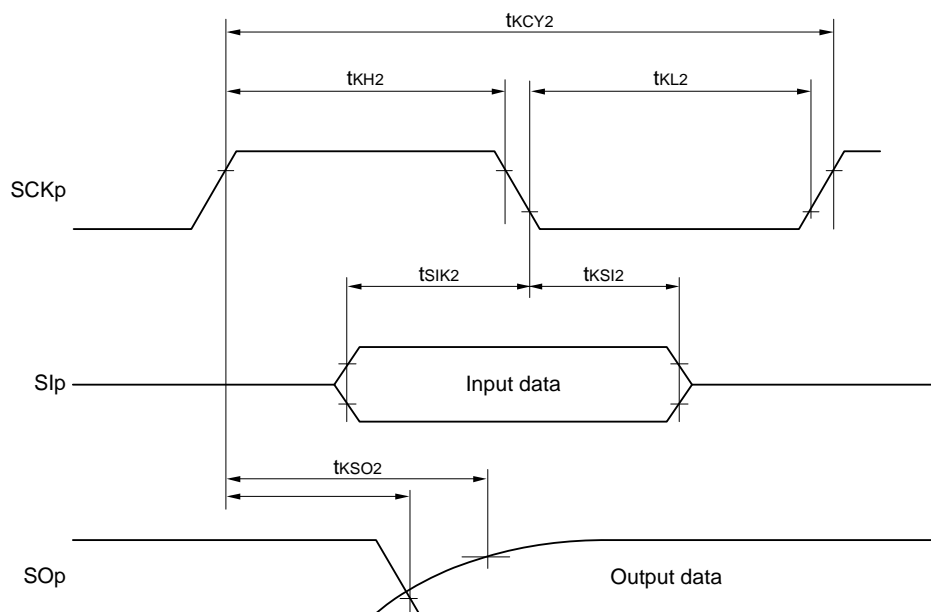 tKCY2
tKH2
tKL2
SCKp
tSIK2
tKSI2
SIp
Input data
tKSO2
SOp
Output data